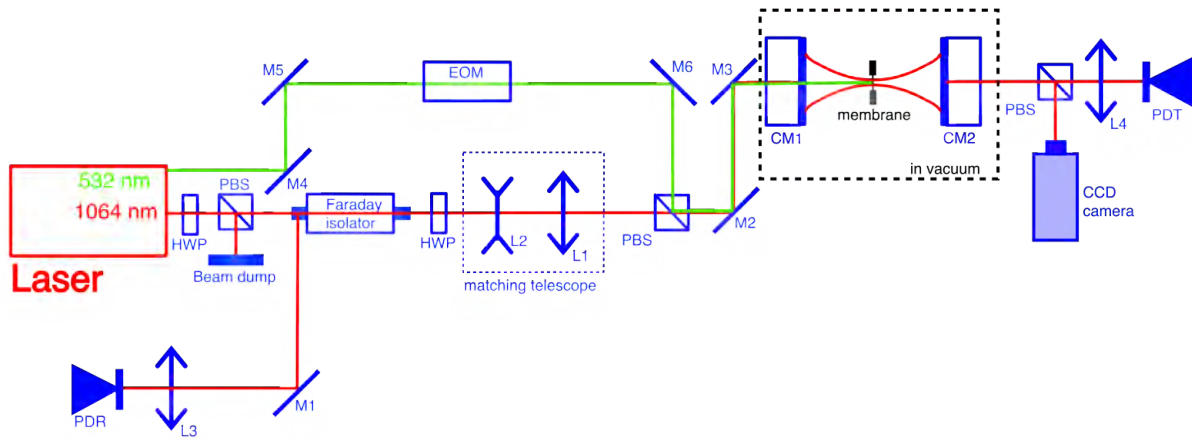 M5
EOM
M6
M3
CM1
membrane
CM2
in vacuum
PBS
L4
PDT
CCD
camera
532 nm
1064 nm
Laser
HWP
PBS
Beam dump
M4
Faraday
isolator
HWP
L2
L1
matching telescope
PBS
M2
PDR
L3
M1